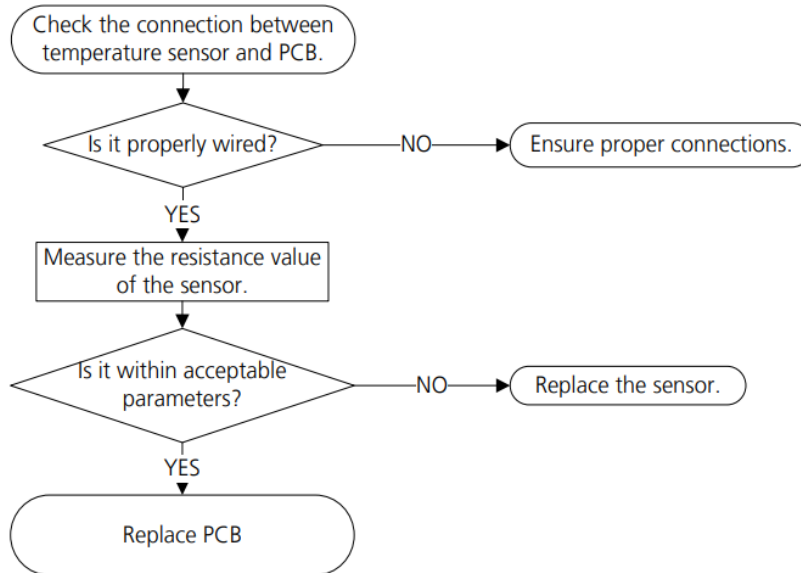 Check the connection between
temperature sensor and PCB.
Is it properly wired?
NO
Ensure proper connections.
YES
Measure the resistance value
of the sensor.
Is it within acceptable
parameters?
NO
Replace the sensor.
YES
Replace PCB